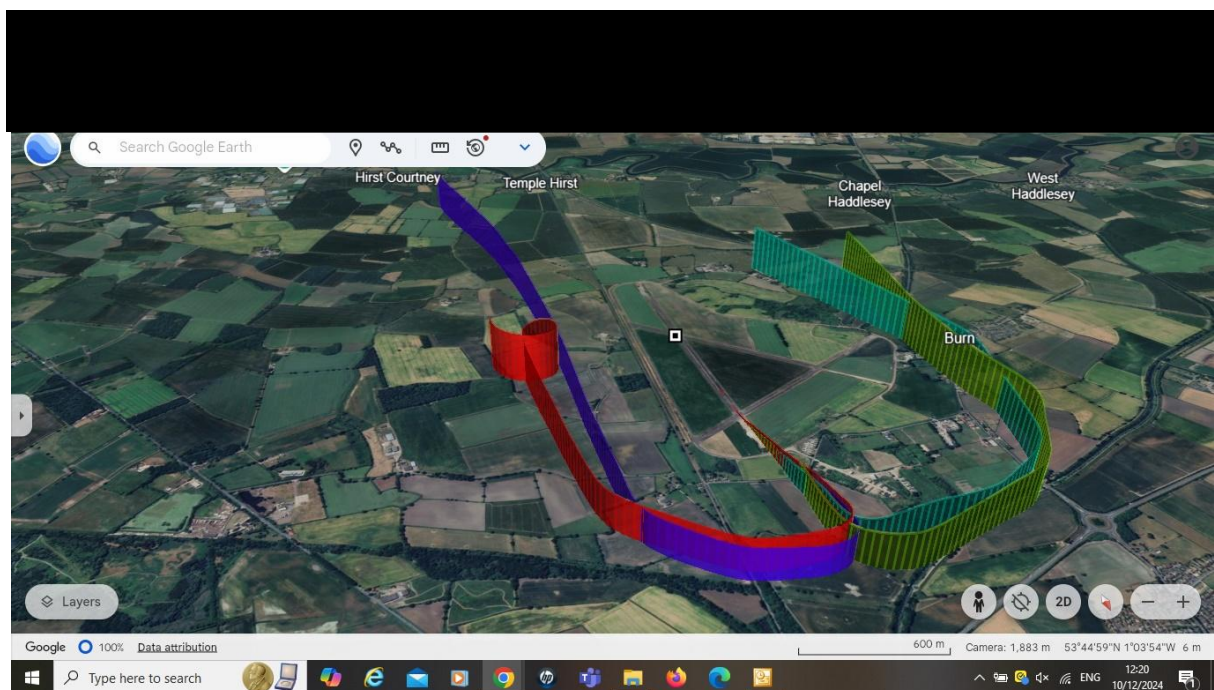 Search Google Earth
Hirst Courtney
Temple Hirst
Chapel
Haddlesey
West
Haddlesey
Burn
Layers
2D
Google 100% Data attribution
600 m
Camera: 1,883 m 53°44'59"N 1°03'54"W 6 m
Type here to search
ENG
12:20
10/12/2024